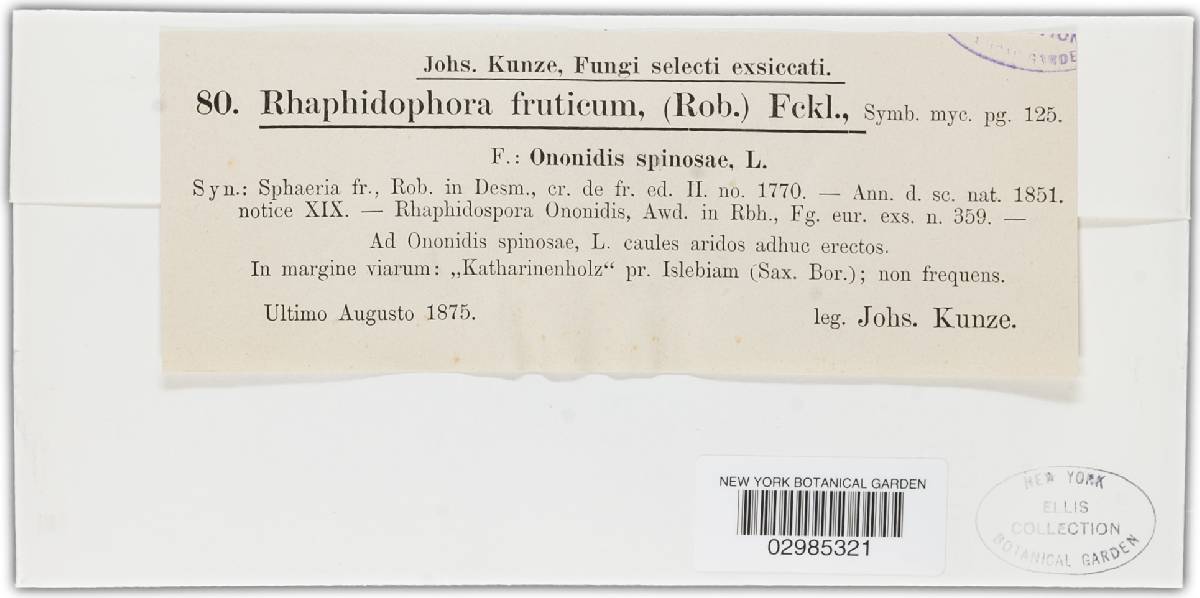 Johs. Kunze, Fungi selecti exsiccati.
80. Rhaphidophora fruticum, (Rob.) Fckl., Symb. myc. pg. 125.
F.: Ononidis spinosae, L.
Syn.: Sphaeria fr., Rob. in Desm., cr. de fr. ed. II. no. 1770. — Ann. d. sc. nat. 1851.
notice XIX. — Rhaphidospora Ononidis, Awd. in Rbh., Fg. eur. exs. n. 359. —
Ad Ononidis spinosae, L. caules aridos adhuc erectos.
In margine viarum: „Katharinenholz“ pr. Islebiam (Sax. Bor.); non frequens.
Ultimo Augusto 1875. leg. Johs. Kunze.
NEW YORK BOTANICAL GARDEN
02985321
NEW YORK
ELLIS
COLLECTION
BOTANICAL GARDEN